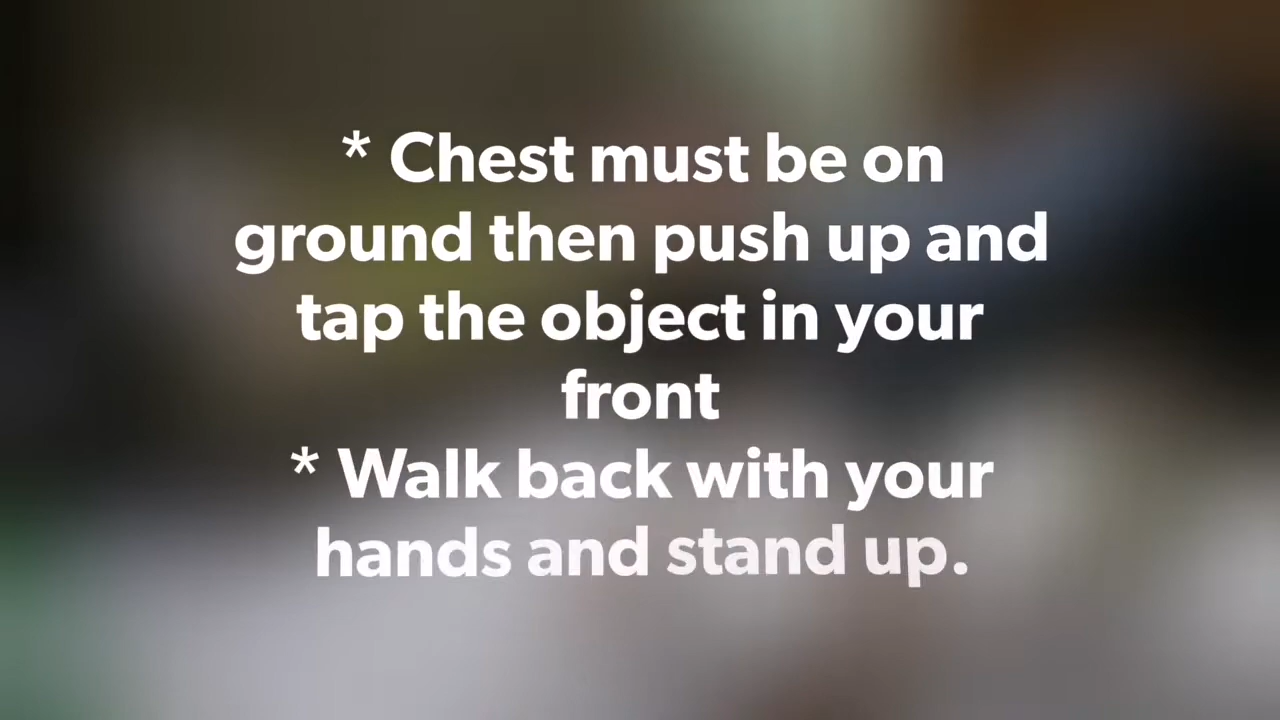 * Chest must be on
ground then push up and
tap the object in your
front
* Walk back with your
hands and stand up.